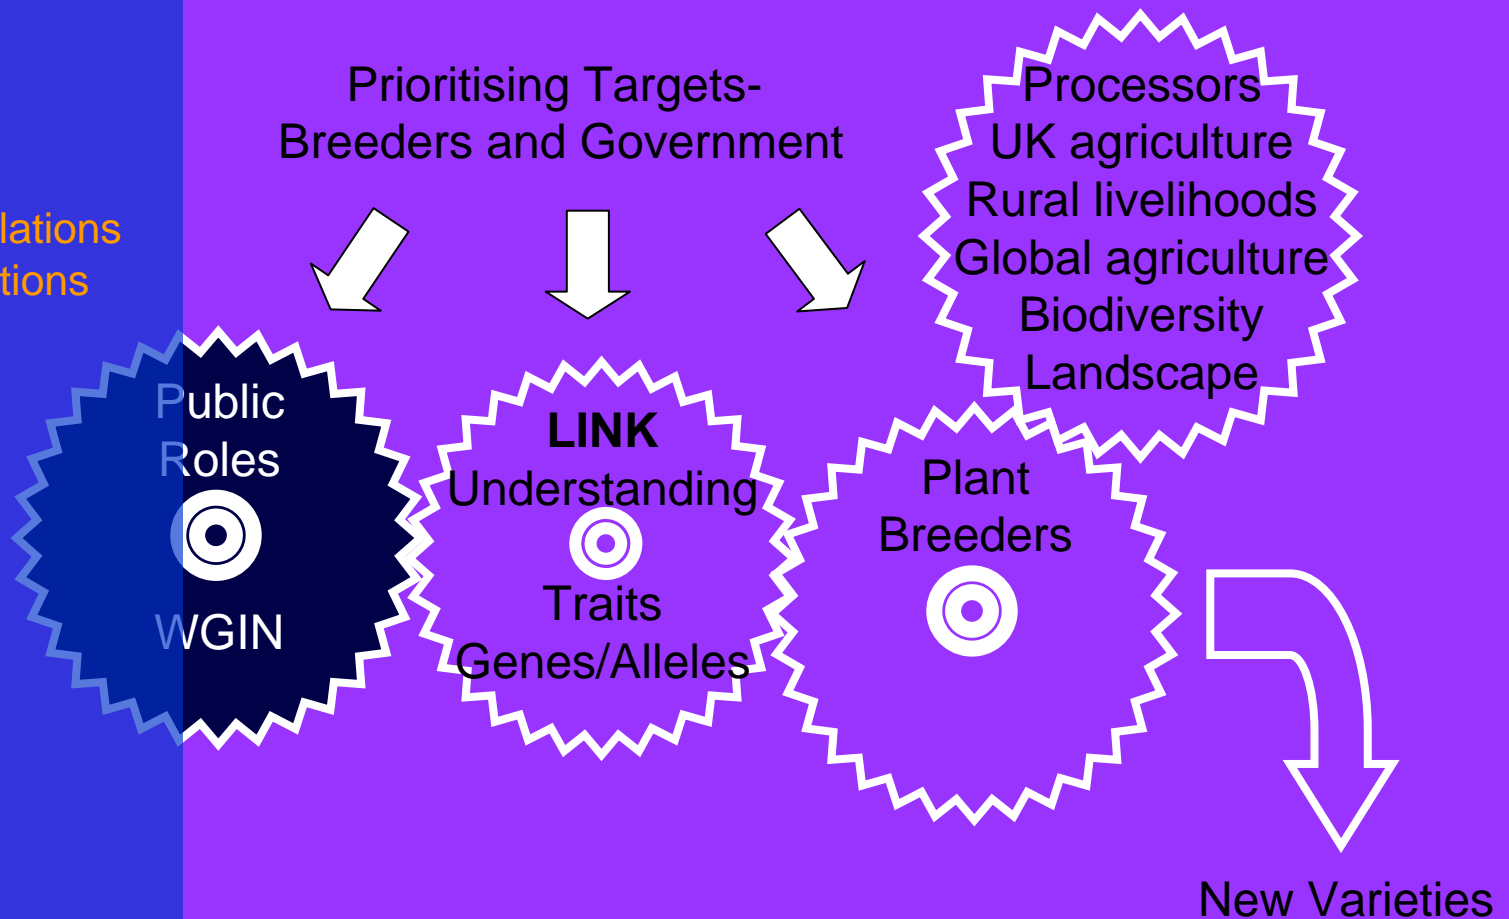 Prioritising Targets-
Breeders and Government
Processors
UK agriculture
Rural livelihoods
Global agriculture
Biodiversity
Landscape
lations
tions
Public
Roles
WGIN
LINK
Understanding
Traits
Genes/Alleles
Plant
Breeders
New Varieties